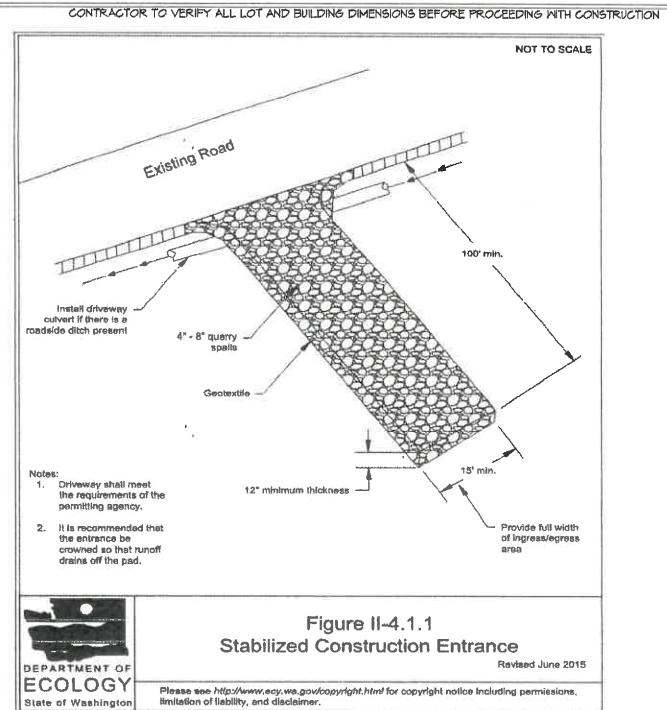 CONTRACTOR TO VERIFY ALL LOT AND BUILDING DIMENSIONS BEFORE PROCEEDING WITH CONSTRUCTION
NOT TO SCALE
Existing Road
100' min.
Install driveway
culvert if there is a
roadside ditch present
4" - 8" quarry
spalls
Geotextile
12" minimum thickness
15' min.
Provide full width
of ingress/egress
area
Notes:
1. Driveway shall meet
the requirements of the
permitting agency.
2. It is recommended that
the entrance be
crowned so that runoff
drains off the pad.
DEPARTMENT OF
ECOLOGY
State of Washington
Figure II-4.1.1
Stabilized Construction Entrance
Revised June 2015
Please see http://www.ecy.wa.gov/copyright.html for copyright notice including permissions,
limitation of liability, and disclaimer.